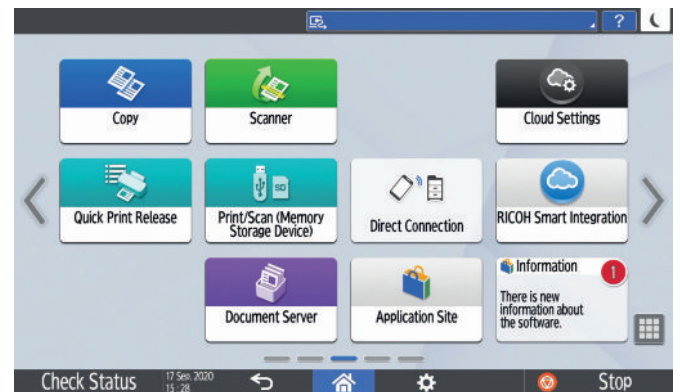 ?
Copy
Scanner
Cloud Settings
SD
Quick Print Release
Print/Scan (Memory
Storage Device)
Direct Connection
RICOH Smart Integration
Document Server
Application Site
Information
1
There is new
information about
the software.
Check Status
17 Sep. 2020
15 : 28
Stop